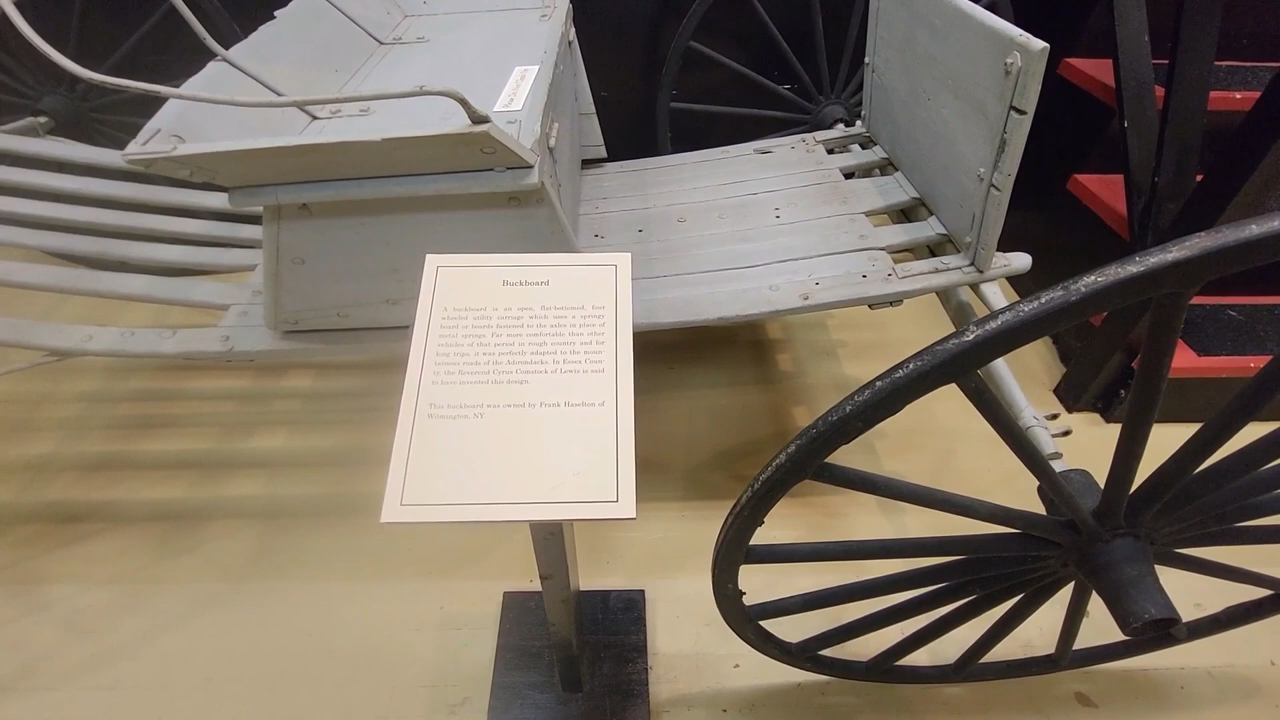 Please Do Not
Buckboard
A buckboard is an open, flat-bottomed, four
wheeled utility carriage which uses a springy
board or boards fastened to the axles in place of
metal springs. Far more comfortable than other
vehicles of that period in rough country and for
long trips, it was perfectly adapted to the moun-
tainous roads of the Adirondacks. In Essex Coun-
ty, the Reverend Cyrus Comstock of Lewis is said
to have invented this design.
This buckboard was owned by Frank Haselton of
Wilmington, NY